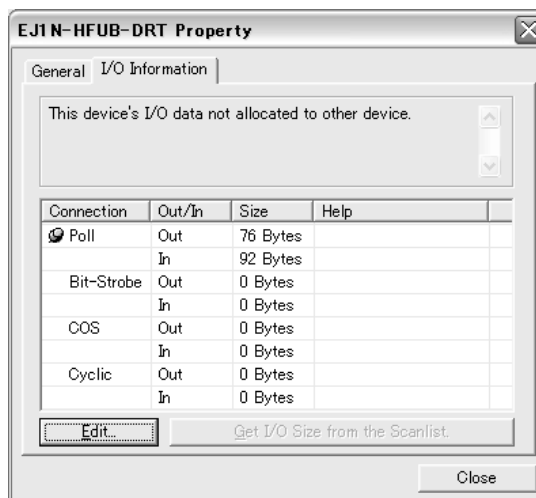 EJ1N-HFUB-DRT Property
General I/O Information
This device's I/O data not allocated to other device.
Connection Out/In Size Help
Poll Out 76 Bytes
In 92 Bytes
Bit-Strobe Out 0 Bytes
In 0 Bytes
COS Out 0 Bytes
In 0 Bytes
Cyclic Out 0 Bytes
In 0 Bytes
Edit... Get I/O Size from the Scanlist.
Close